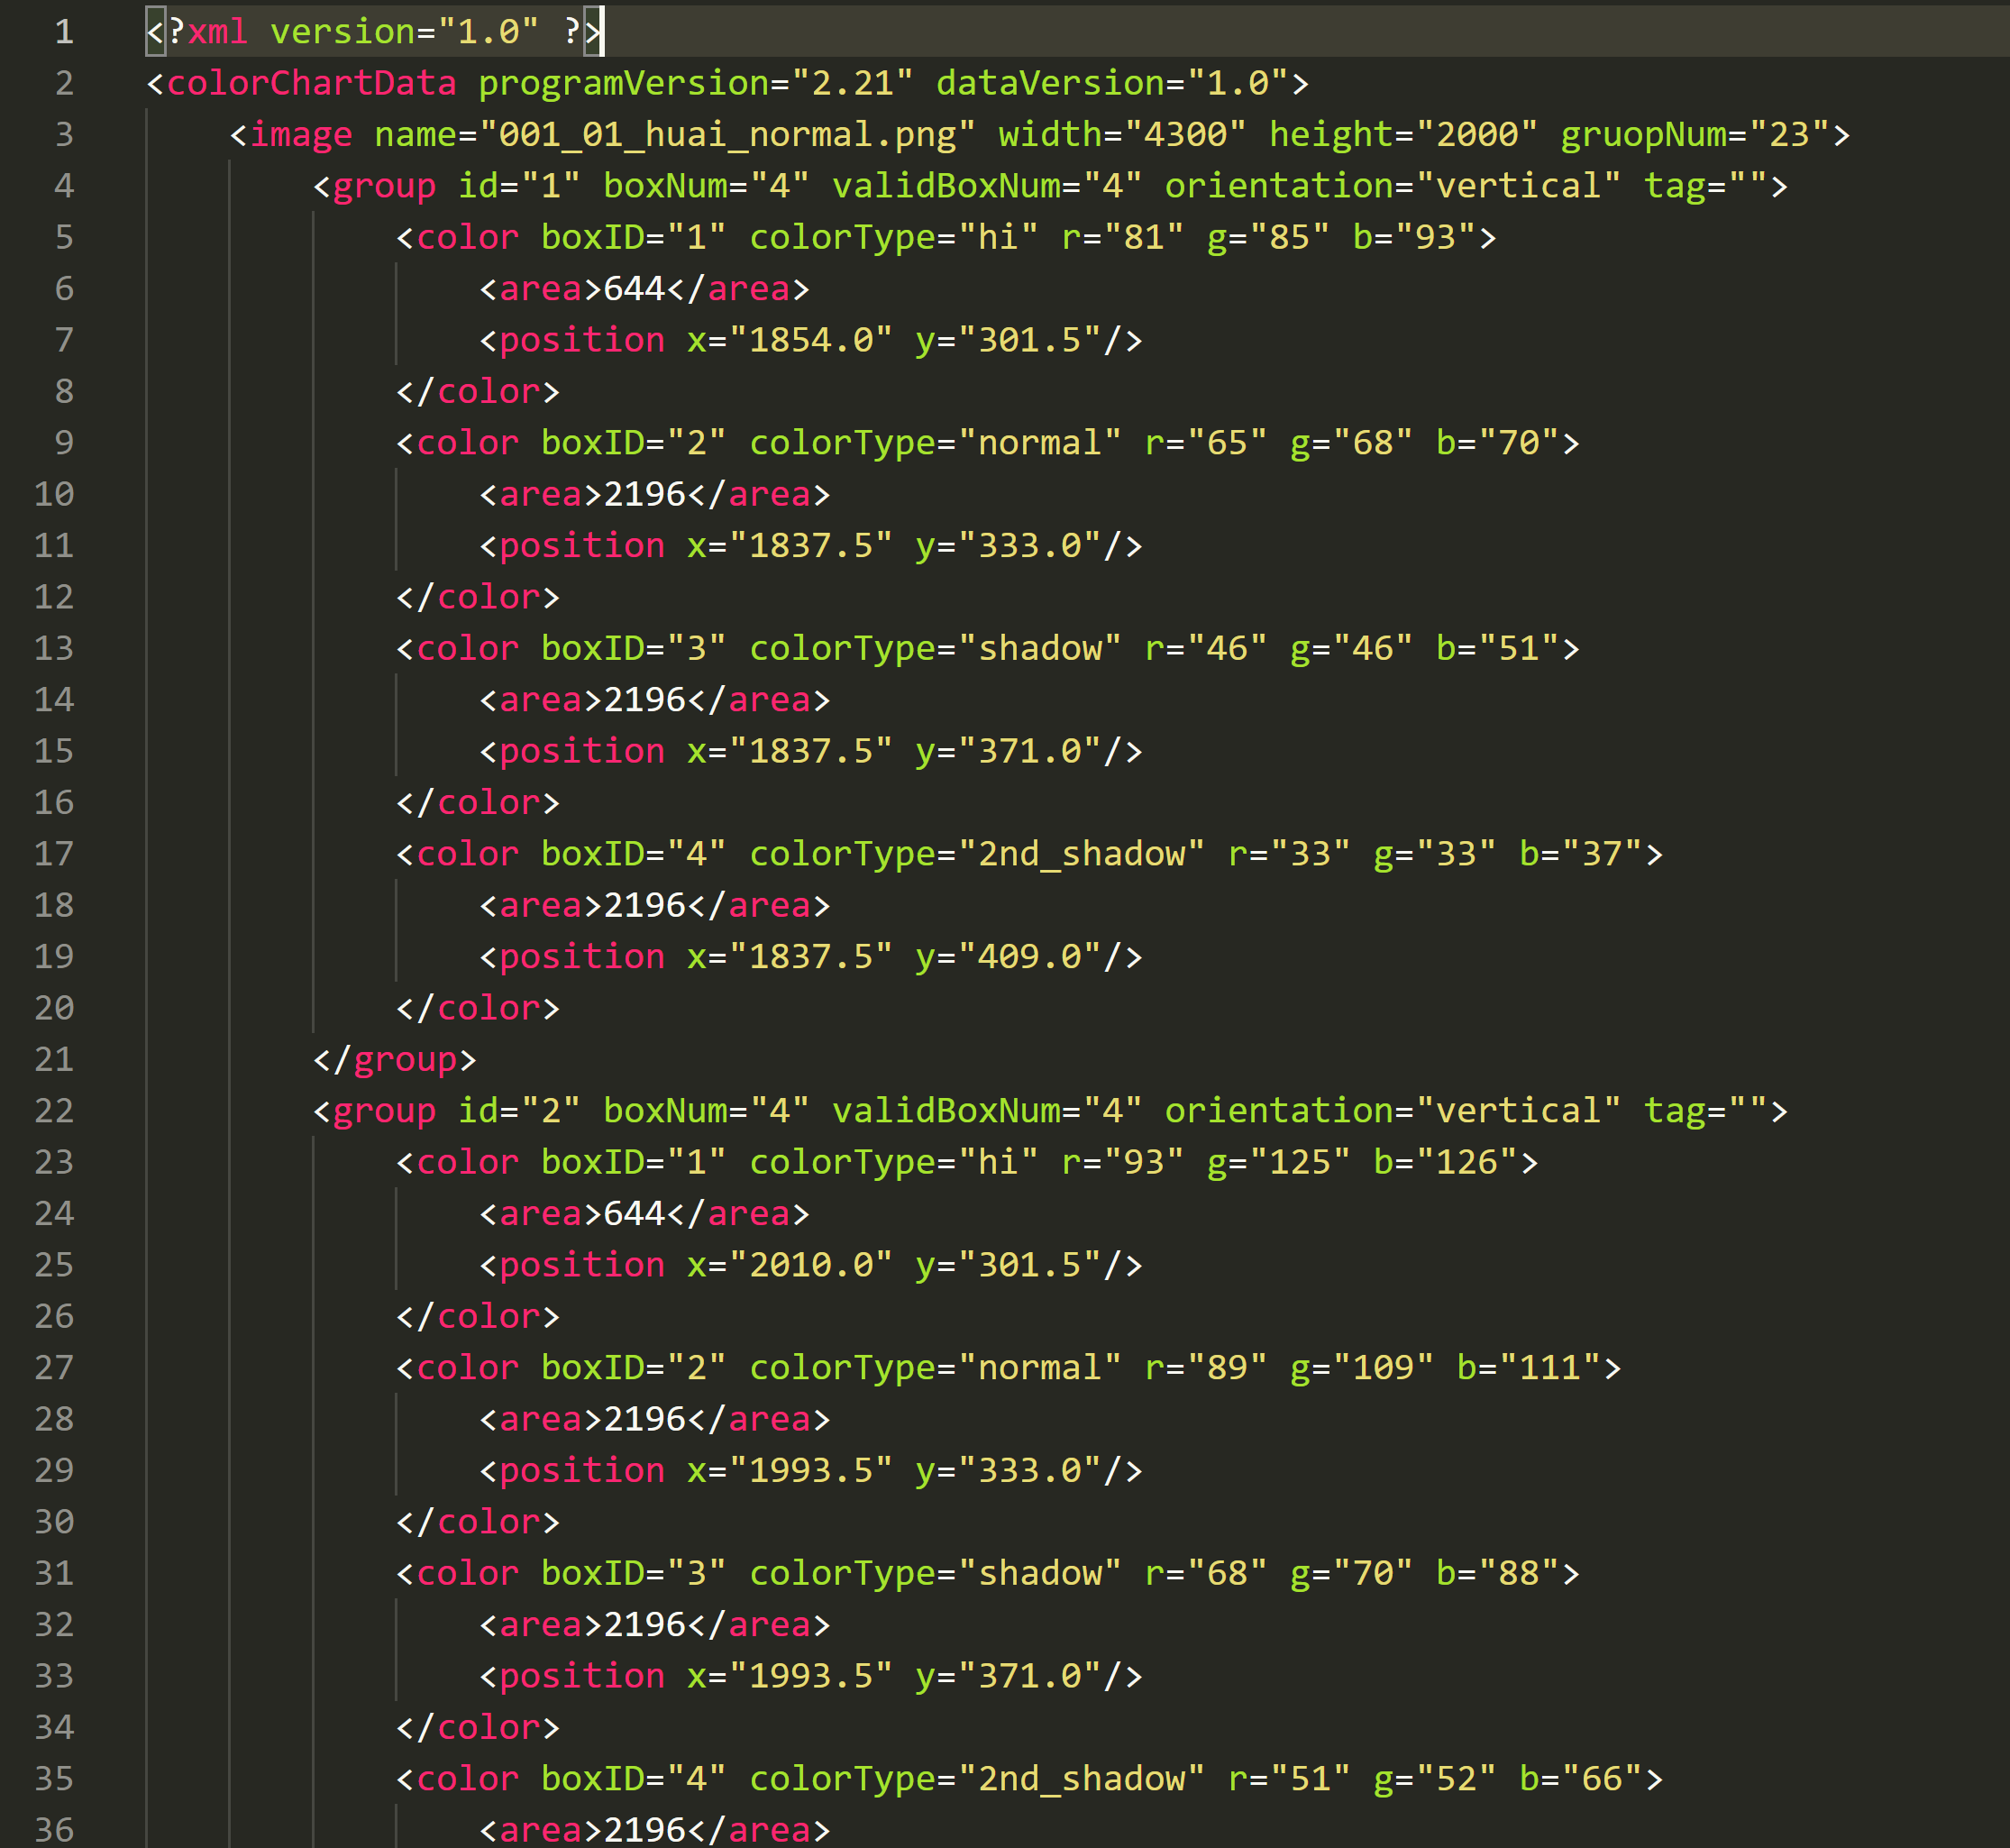 1 <?xml version="1.0" ?>
2 <colorChartData programVersion="2.21" dataVersion="1.0">
3 <image name="001_01_huai_normal.png" width="4300" height="2000" gruopNum="23">
4 <group id="1" boxNum="4" validBoxNum="4" orientation="vertical" tag="">
5 <color boxID="1" colorType="hi" r="81" g="85" b="93">
6 <area>644</area>
7 <position x="1854.0" y="301.5"/>
8 </color>
9 <color boxID="2" colorType="normal" r="65" g="68" b="70">
10 <area>2196</area>
11 <position x="1837.5" y="333.0"/>
12 </color>
13 <color boxID="3" colorType="shadow" r="46" g="46" b="51">
14 <area>2196</area>
15 <position x="1837.5" y="371.0"/>
16 </color>
17 <color boxID="4" colorType="2nd_shadow" r="33" g="33" b="37">
18 <area>2196</area>
19 <position x="1837.5" y="409.0"/>
20 </color>
21 </group>
22 <group id="2" boxNum="4" validBoxNum="4" orientation="vertical" tag="">
23 <color boxID="1" colorType="hi" r="93" g="125" b="126">
24 <area>644</area>
25 <position x="2010.0" y="301.5"/>
26 </color>
27 <color boxID="2" colorType="normal" r="89" g="109" b="111">
28 <area>2196</area>
29 <position x="1993.5" y="333.0"/>
30 </color>
31 <color boxID="3" colorType="shadow" r="68" g="70" b="88">
32 <area>2196</area>
33 <position x="1993.5" y="371.0"/>
34 </color>
35 <color boxID="4" colorType="2nd_shadow" r="51" g="52" b="66">
36 <area>2196</area>